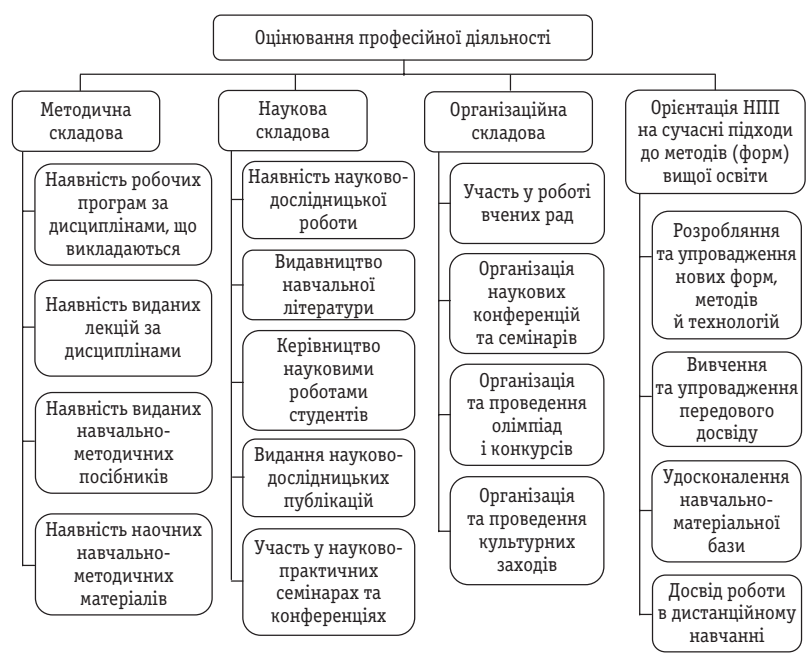 Оцінювання професійної діяльності
Методична
складова
Наявність робочих
програм за
дисциплінами, що
викладаються
Наявність виданих
лекцій за
дисциплінами
Наявність виданих
навчально-
методичних
посібників
Наявність наочних
навчально-
методичних
матеріалів
Наукова
складова
Наявність науково-
дослідницької
роботи
Видавництво
навчальної
літератури
Керівництво
науковими
роботами
студентів
Видання науково-
дослідницьких
публікацій
Участь у науково-
практичних
семінарах та
конференціях
Організаційна
складова
Участь у роботі
вчених рад
Організація
наукових
конференцій
та семінарів
Організація
та проведення
олімпіад
і конкурсів
Організація
та проведення
культурних
заходів
Орієнтація НПП
на сучасні підходи
до методів (форм)
вищої освіти
Розробляння
та упровадження
нових форм,
методів
й технологій
Вивчення
та упровадження
передового
досвіду
Удосконалення
навчально-
матеріальної
бази
Досвід роботи
в дистанційному
навчанні